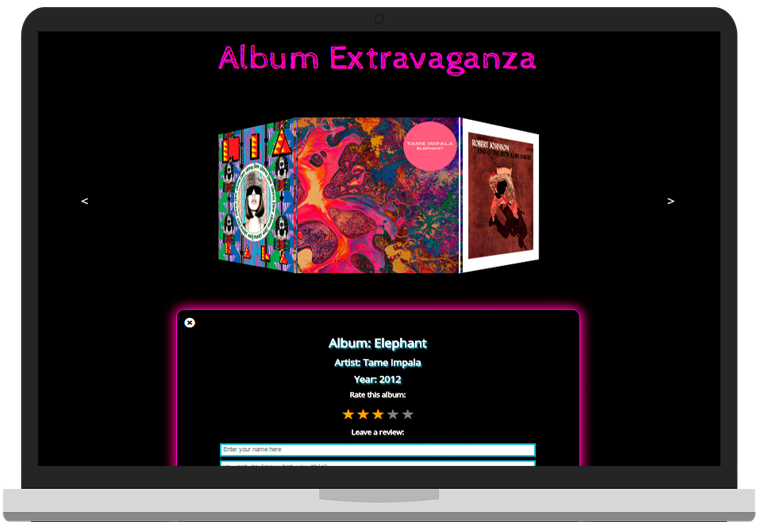 Album Extravaganza
TAME IMPALA
ELEPHANT
ROBERT JOHNSON
<
>
Album: Elephant
Artist: Tame Impala
Year: 2012
Rate this album:
Leave a review:
Enter your name here